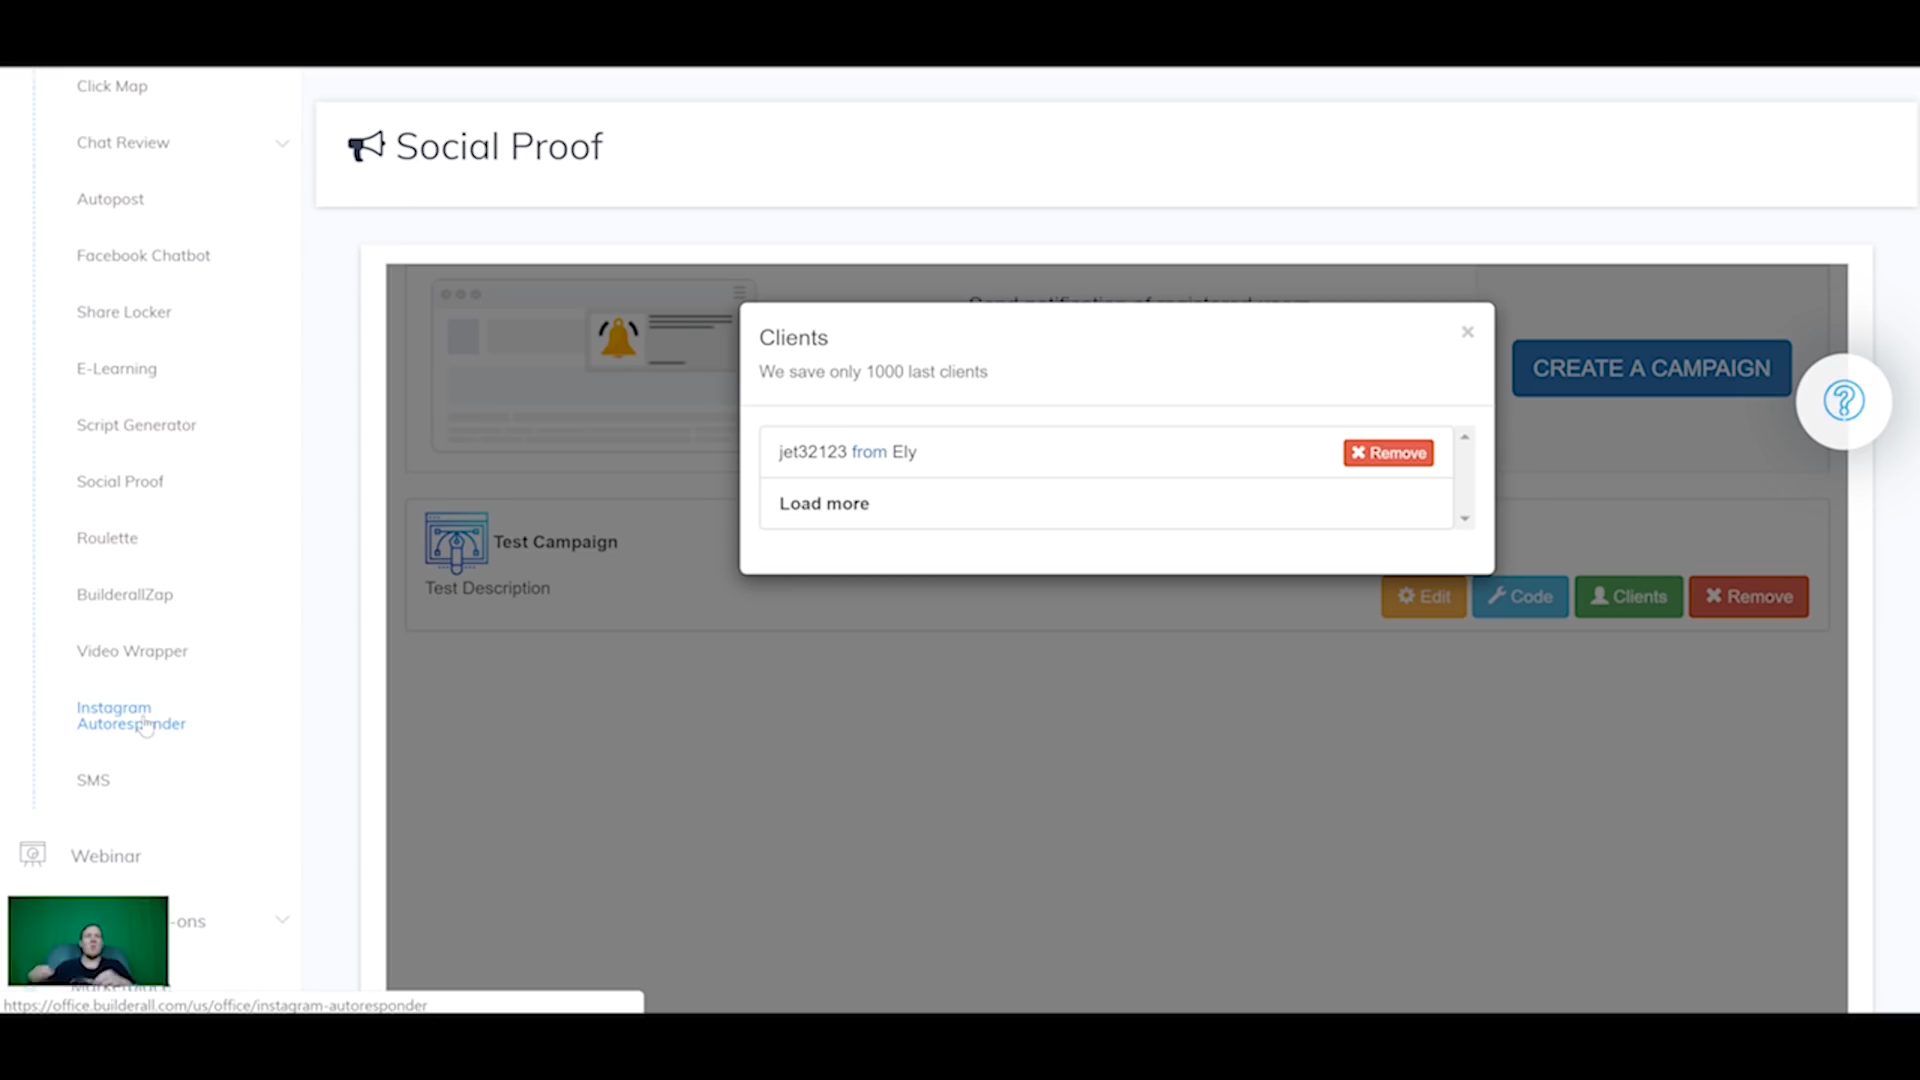 Click Map
Chat Review
Autopost
Facebook Chatbot
Share Locker
E-Learning
Script Generator
Social Proof
Roulette
BuilderallZap
Video Wrapper
Instagram
Autoresponder
SMS
Webinar
-ons
https://office.builderall.com/us/office/instagram-autoresponder
Social Proof
CREATE A CAMPAIGN
Clients
×
We save only 1000 last clients
jet32123 from Ely
Remove
Load more
Test Campaign
Test Description
Edit
Code
Clients
Remove